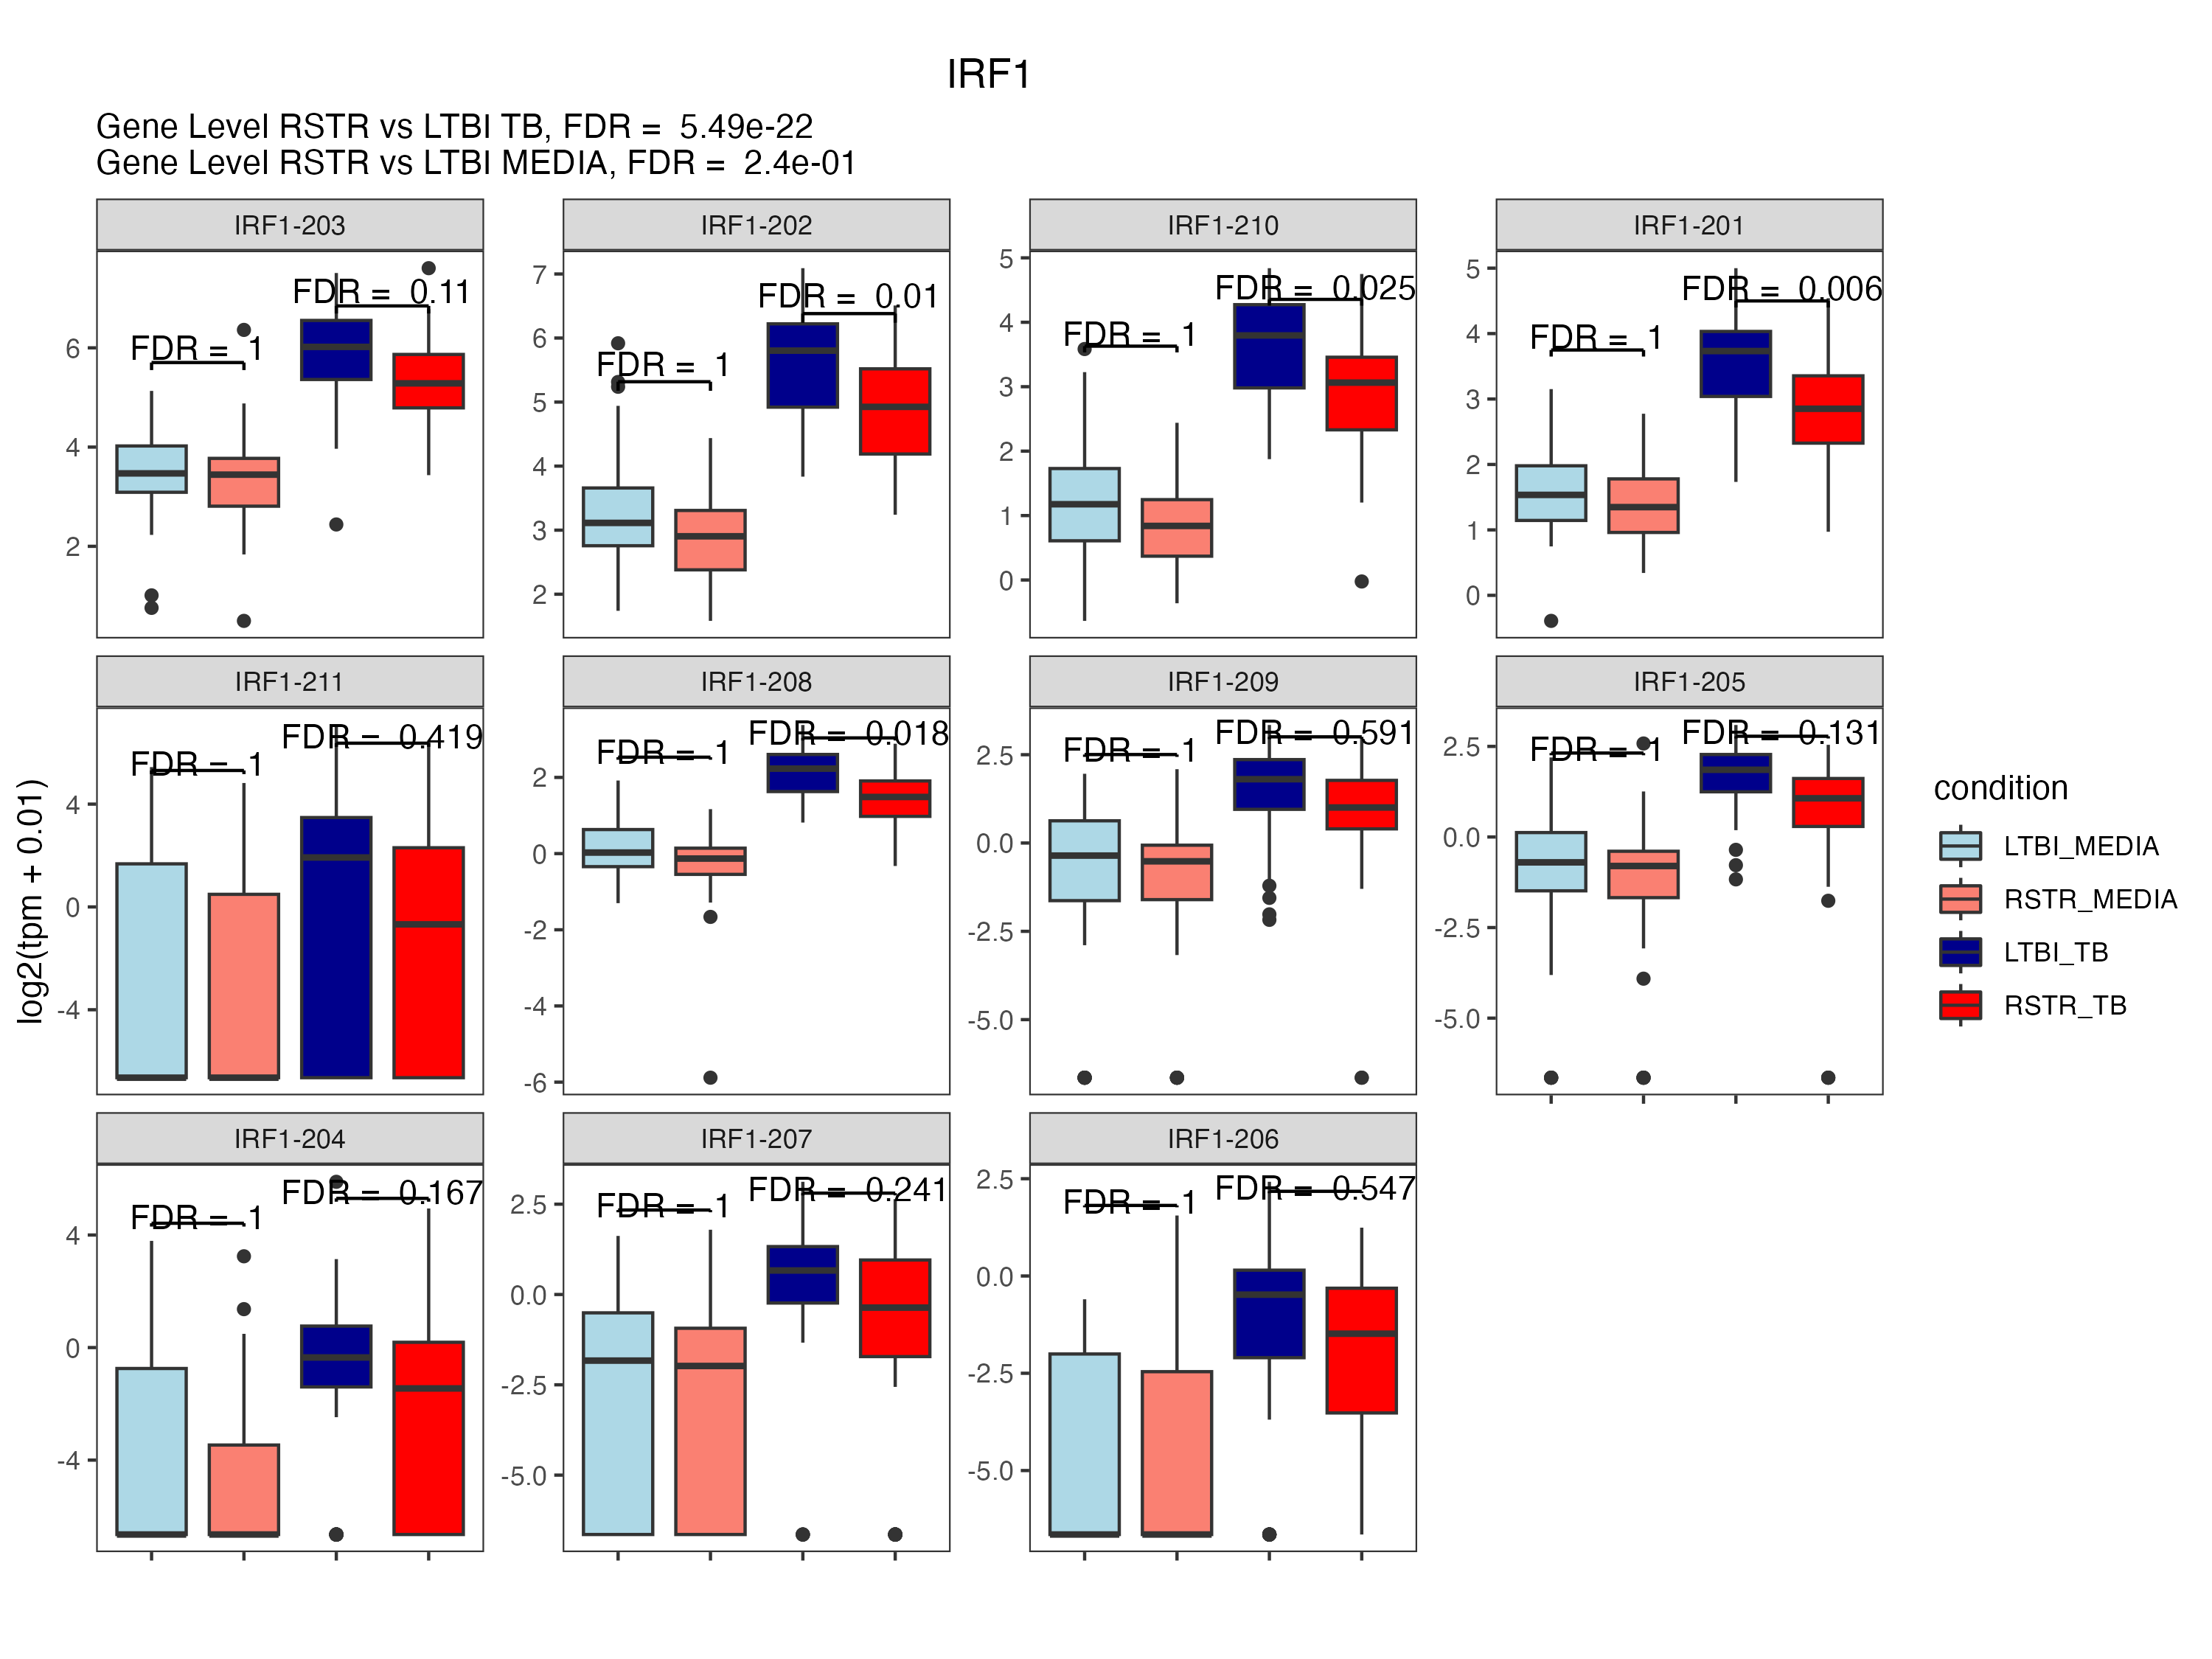 IRF1
Gene Level RSTR vs LTBI TB, FDR =  5.49e-22
Gene Level RSTR vs LTBI MEDIA, FDR =  2.4e-01
IRF1-203
FDR =  1
FDR =  0.11
6
4
2
IRF1-202
FDR =  1
FDR =  0.01
7
6
5
4
3
2
IRF1-210
FDR =  1
FDR =  0.025
5
4
3
2
1
0
IRF1-201
FDR =  1
FDR =  0.006
5
4
3
2
1
0
log2(tpm + 0.01)
IRF1-211
FDR =  1
FDR =  0.419
4
0
-4
IRF1-208
FDR =  1
FDR =  0.018
2
0
-2
-4
-6
IRF1-209
FDR =  1
FDR =  0.591
2.5
0.0
-2.5
-5.0
IRF1-205
FDR =  1
FDR =  0.131
2.5
0.0
-2.5
-5.0
IRF1-204
FDR =  1
FDR =  0.167
4
0
-4
IRF1-207
FDR =  1
FDR =  0.241
2.5
0.0
-2.5
-5.0
IRF1-206
FDR =  1
FDR =  0.547
2.5
0.0
-2.5
-5.0
condition
LTBI_MEDIA
RSTR_MEDIA
LTBI_TB
RSTR_TB